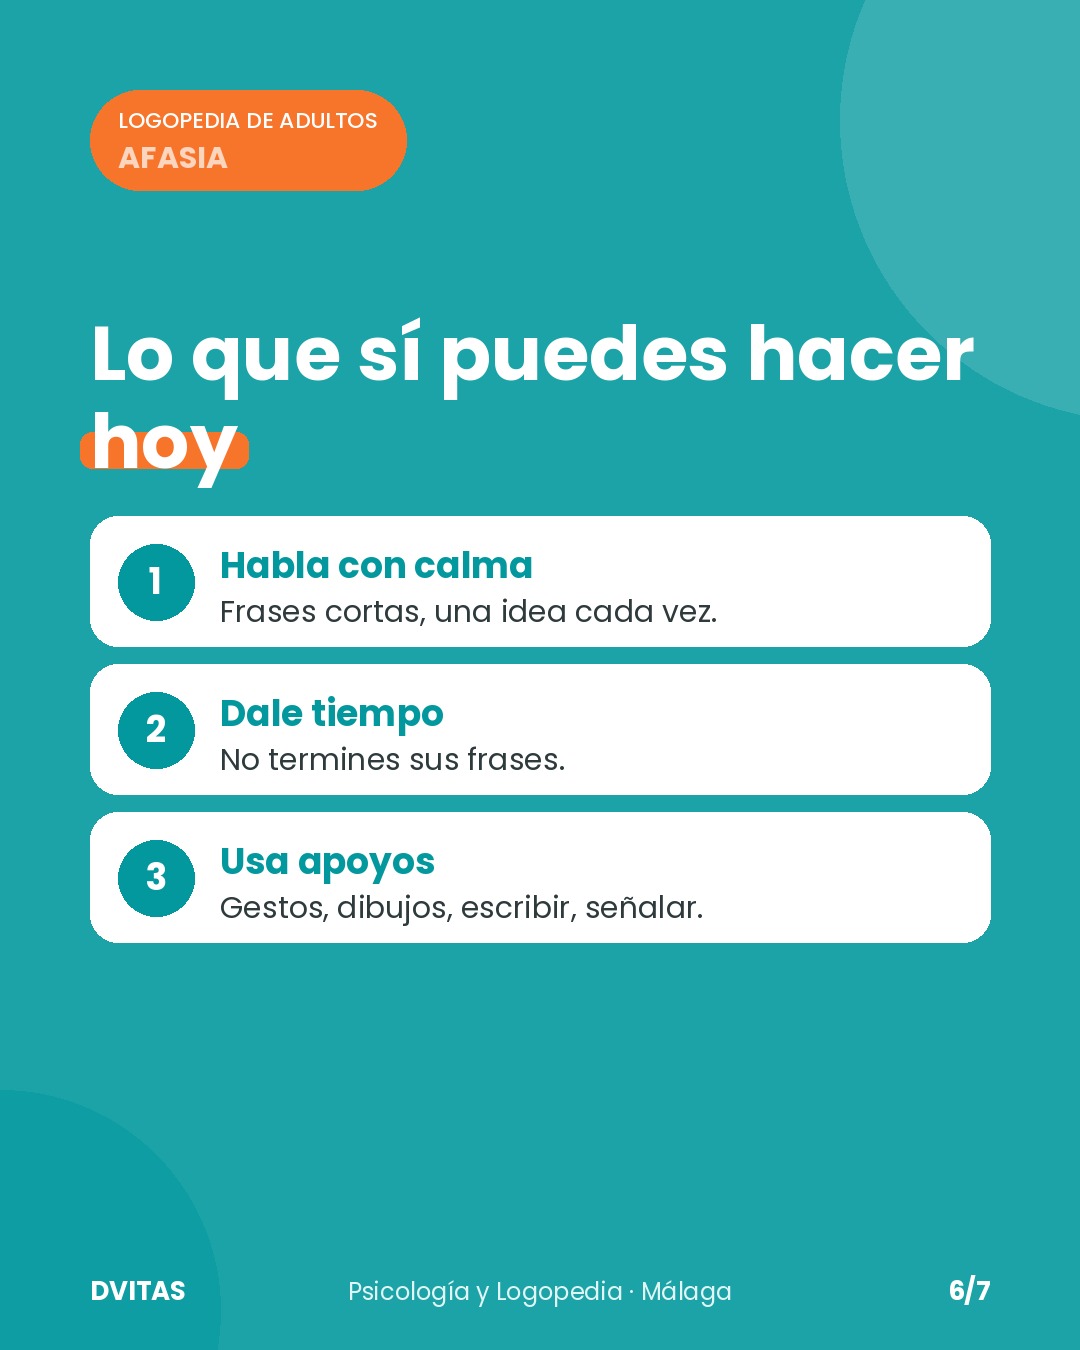 LOGOPEDIA DE ADULTOS
AFASIA
Lo que sí puedes hacer
hoy
1
Habla con calma
Frases cortas, una idea cada vez.
2
Dale tiempo
No termines sus frases.
3
Usa apoyos
Gestos, dibujos, escribir, señalar.
DVITAS
Psicología y Logopedia · Málaga
6/7